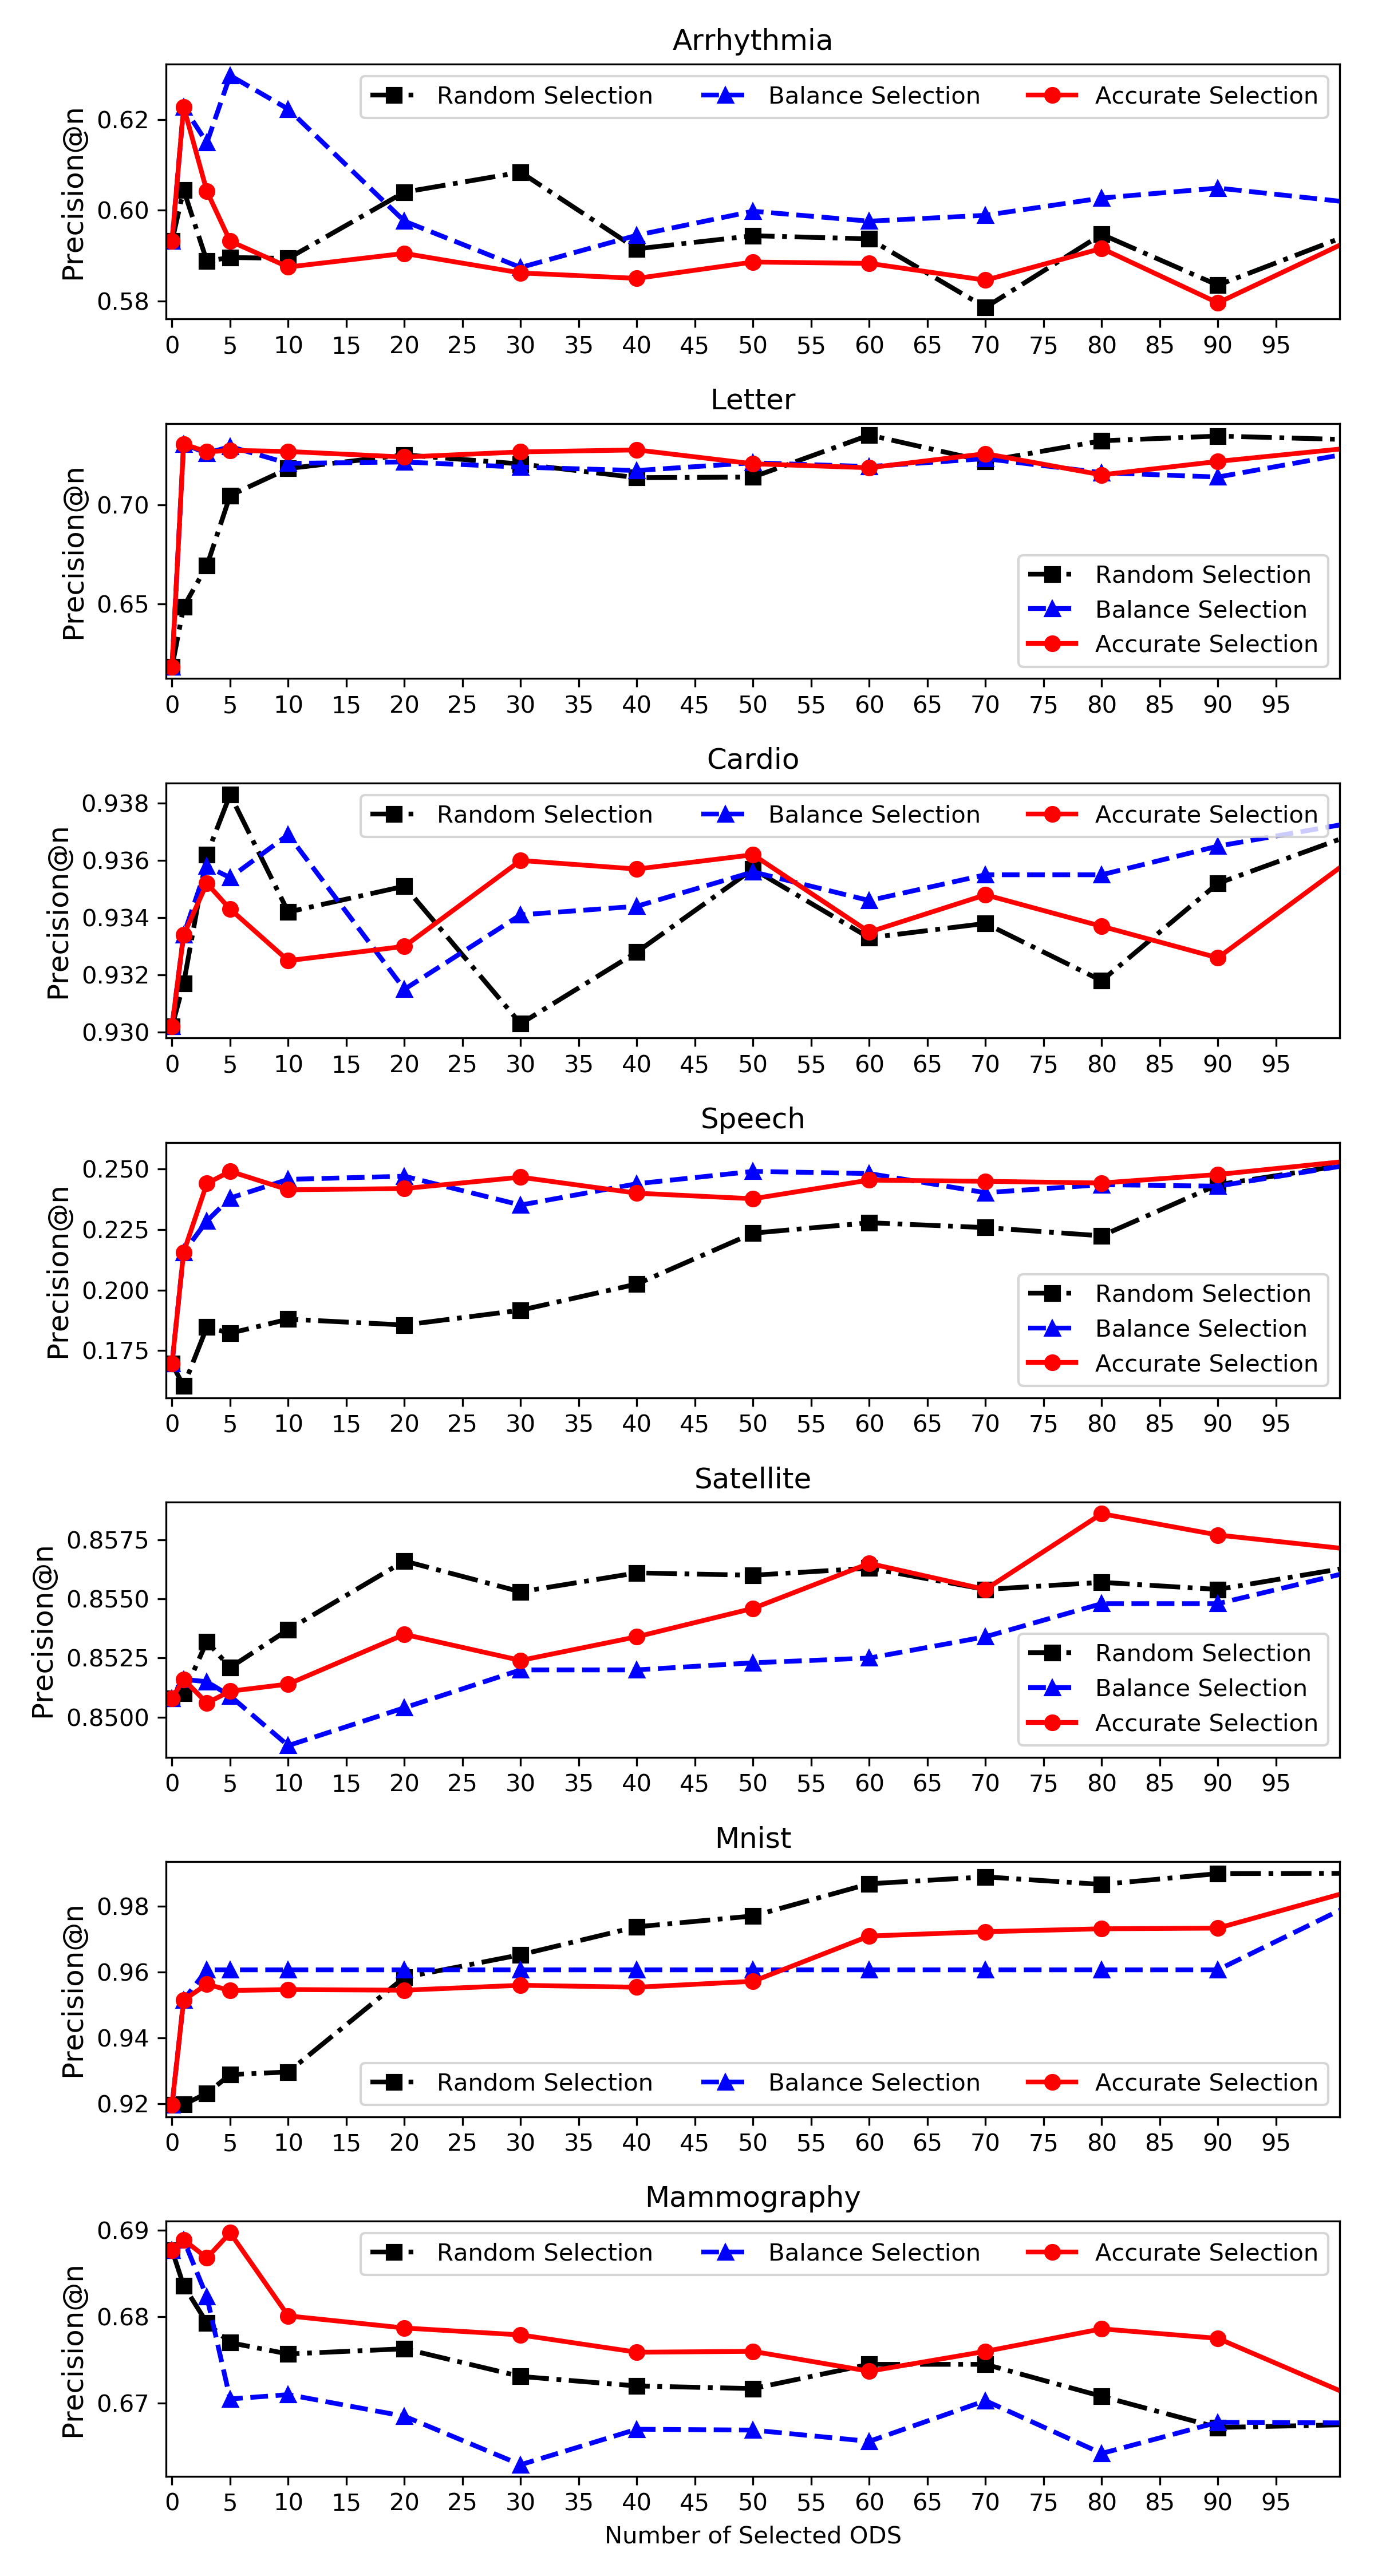 Arrhythmia
Precision@n
0.62
0.60
0.58
Random Selection Balance Selection Accurate Selection
0 5 10 15 20 25 30 35 40 45 50 55 60 65 70 75 80 85 90 95
Letter
Precision@n
0.70
0.65
Random Selection
Balance Selection
Accurate Selection
0 5 10 15 20 25 30 35 40 45 50 55 60 65 70 75 80 85 90 95
Cardio
Precision@n
0.938
0.936
0.934
0.932
0.930
Random Selection Balance Selection Accurate Selection
0 5 10 15 20 25 30 35 40 45 50 55 60 65 70 75 80 85 90 95
Speech
Precision@n
0.250
0.225
0.200
0.175
Random Selection
Balance Selection
Accurate Selection
0 5 10 15 20 25 30 35 40 45 50 55 60 65 70 75 80 85 90 95
Satellite
Precision@n
0.8575
0.8550
0.8525
0.8500
Random Selection
Balance Selection
Accurate Selection
0 5 10 15 20 25 30 35 40 45 50 55 60 65 70 75 80 85 90 95
Mnist
Precision@n
0.98
0.96
0.94
0.92
Random Selection Balance Selection Accurate Selection
0 5 10 15 20 25 30 35 40 45 50 55 60 65 70 75 80 85 90 95
Mammography
Precision@n
0.69
0.68
0.67
Random Selection Balance Selection Accurate Selection
0 5 10 15 20 25 30 35 40 45 50 55 60 65 70 75 80 85 90 95
Number of Selected ODS